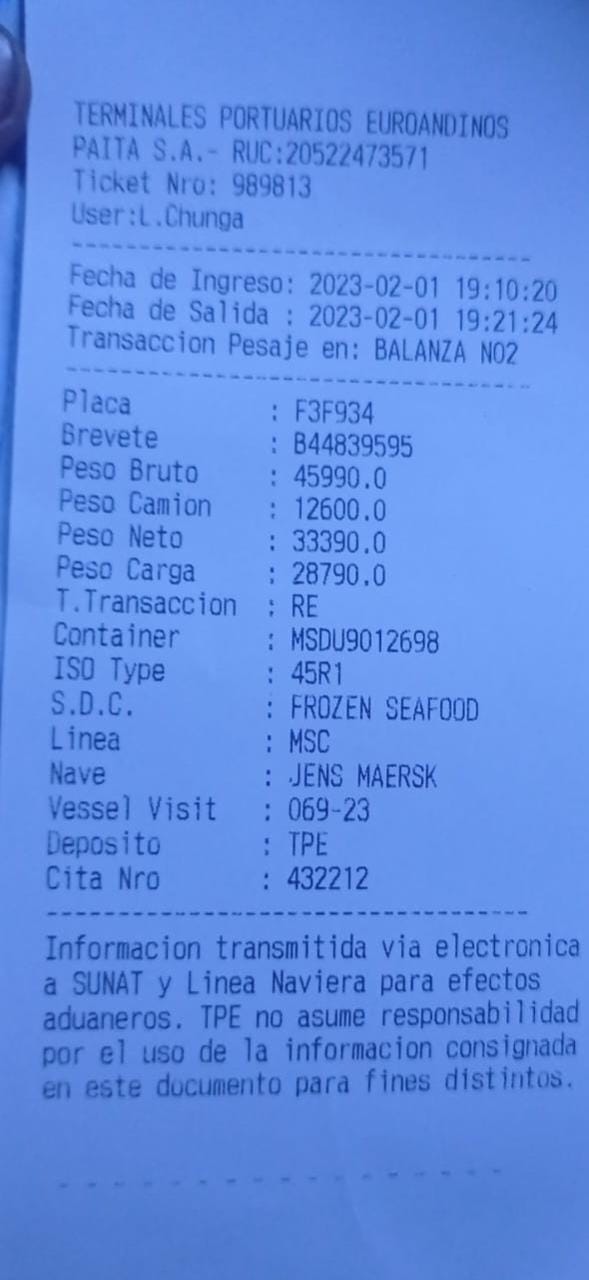 TERMINALES PORTUARIOS EUROANDINOS
PAITA S.A.- RUC:20522473571
Ticket Nro: 989813
User:L.Chunga
--------------------------------
Fecha de Ingreso: 2023-02-01 19:10:20
Fecha de Salida : 2023-02-01 19:21:24
Transaccion Pesaje en: BALANZA NO2
--------------------------------
Placa : F3F934
Brevete : B44839595
Peso Bruto : 45990.0
Peso Camion : 12600.0
Peso Neto : 33390.0
Peso Carga : 28790.0
T.Transaccion : RE
Container : MSDU9012698
ISO Type : 45R1
S.D.C. : FROZEN SEAFOOD
Linea : MSC
Nave : JENS MAERSK
Vessel Visit : 069-23
Deposito : TPE
Cita Nro : 432212
--------------------------------
Informacion transmitida via electronica
a SUNAT y Linea Naviera para efectos
aduaneros. TPE no asume responsabilidad
por el uso de la informacion consignada
en este documento para fines distintos.